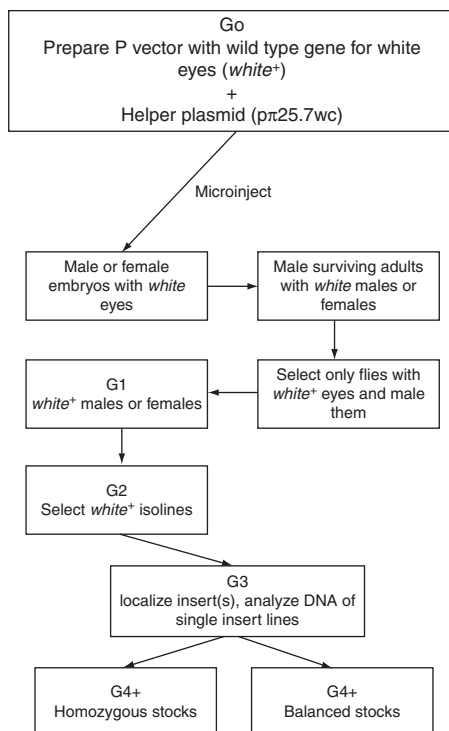 Go
Prepare P vector with wild type gene for white
eyes (white+)
+
Helper plasmid (pπ25.7wc)
Microinject
Male or female
embryos with white
eyes
Male surviving adults
with white males or
females
Select only flies with
white+ eyes and male
them
G1
white+ males or females
G2
Select white+ isolines
G3
localize insert(s), analyze DNA of
single insert lines
G4+
Homozygous stocks
G4+
Balanced stocks